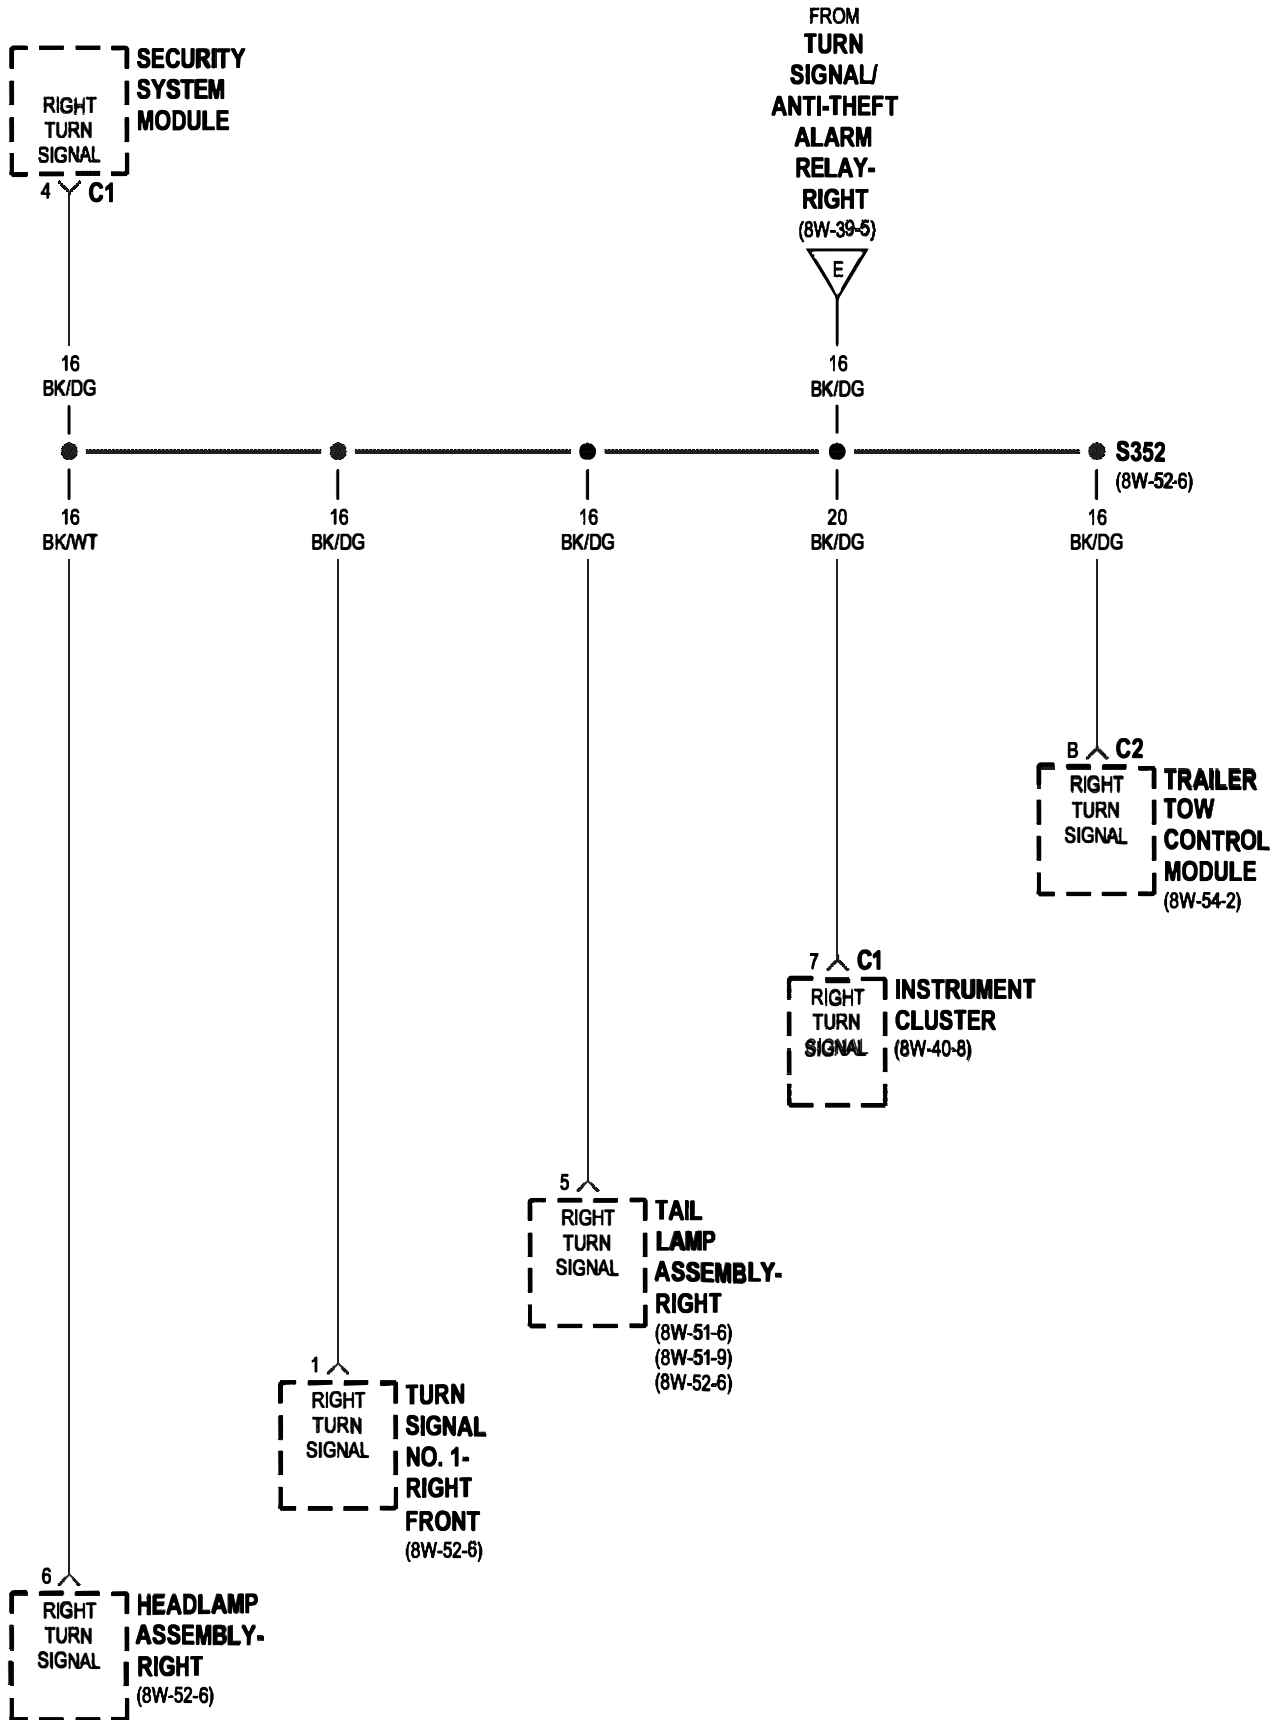 FROM
TURN
SIGNAL/
ANTI-THEFT
ALARM
RELAY-
RIGHT
(8W-39-5)
E
SECURITY
SYSTEM
MODULE
RIGHT
TURN
SIGNAL
4
C1
16
BK/DG
16
BK/DG
S352
(8W-52-6)
16
BK/WT
16
BK/DG
16
BK/DG
20
BK/DG
16
BK/DG
B
C2
RIGHT
TURN
SIGNAL
TRAILER
TOW
CONTROL
MODULE
(8W-54-2)
7
C1
RIGHT
TURN
SIGNAL
INSTRUMENT
CLUSTER
(8W-40-8)
5
RIGHT
TURN
SIGNAL
TAIL
LAMP
ASSEMBLY-
RIGHT
(8W-51-6)
(8W-51-9)
(8W-52-6)
1
RIGHT
TURN
SIGNAL
TURN
SIGNAL
NO. 1-
RIGHT
FRONT
(8W-52-6)
6
RIGHT
TURN
SIGNAL
HEADLAMP
ASSEMBLY-
RIGHT
(8W-52-6)